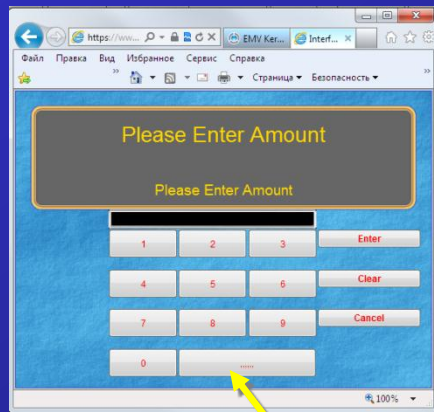 https://ww... EMV Ker... Interf...
Файл Правка Вид Избранное Сервис Справка
Страница Безопасность
Please Enter Amount
Please Enter Amount
1 2 3 Enter
4 5 6 Clear
7 8 9 Cancel
0 ......
100%